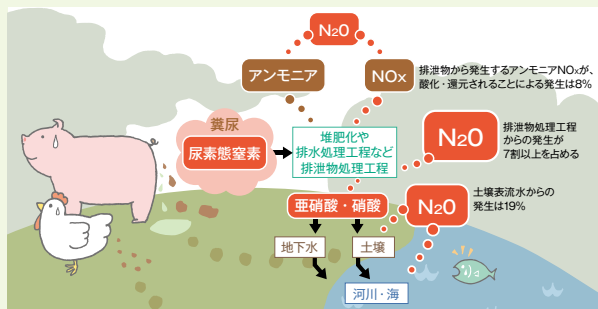 N₂O
アンモニア
NOx
排泄物から発生するアンモニアNOxが、
酸化・還元されることによる発生は8%
糞尿
尿素態窒素
堆肥化や
排水処理工程など
排泄物処理工程
N₂O
排泄物処理工程
からの発生が
7割以上を占める
亜硝酸・硝酸
N₂O
土壌表流水からの
発生は19%
地下水
土壌
河川・海